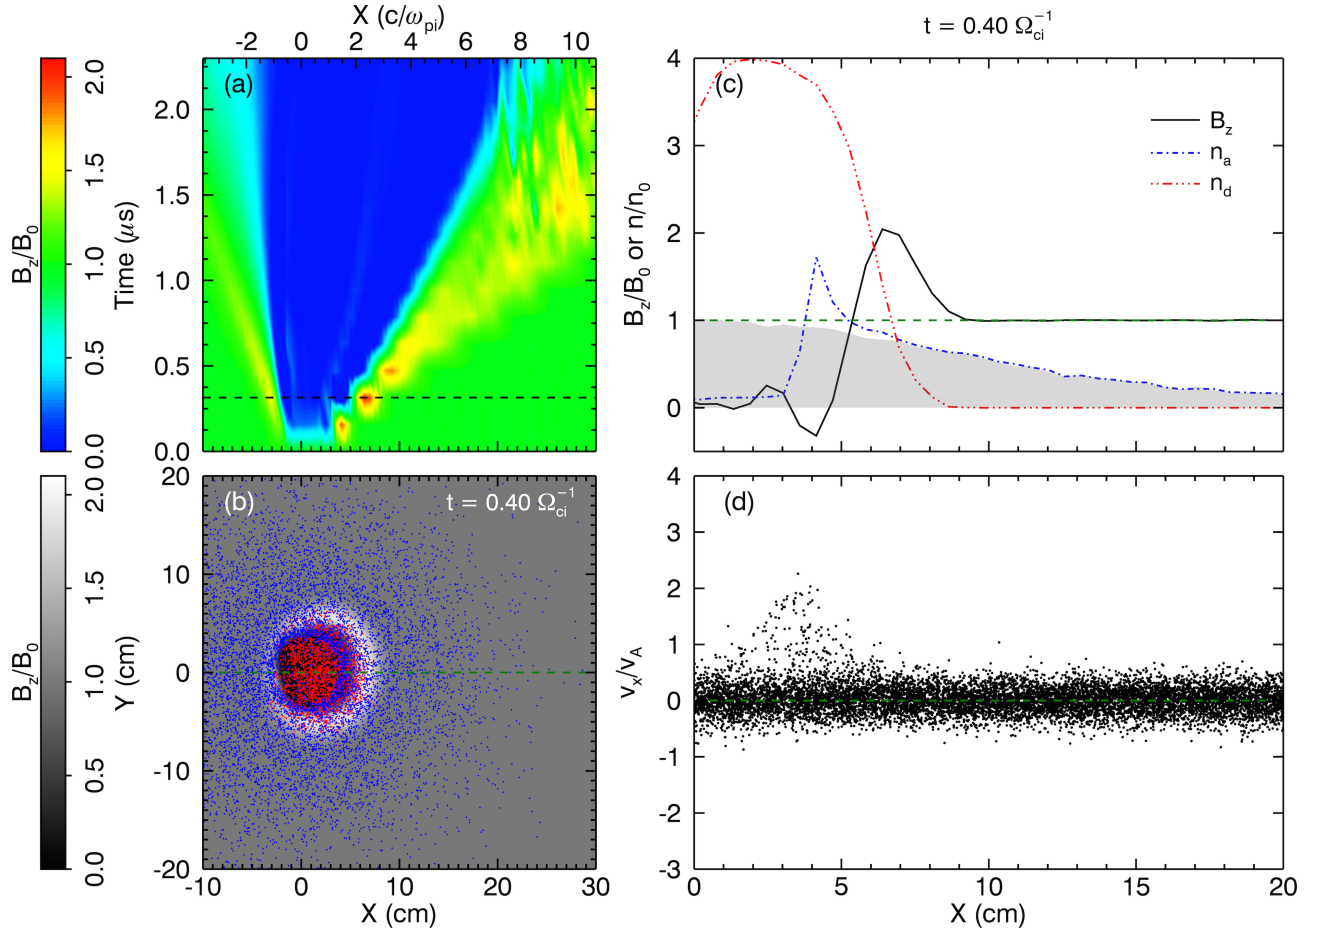 X (c/ω_pi)
-2 0 2 4 6 8 10
t = 0.40 Ω_ci^-1
B_z/B_0
0.0 0.5 1.0 1.5 2.0
Time (μs)
2.0
1.5
1.0
0.5
0.0
(a)
(c)
B_z/B_0 or n/n_0
4
3
2
1
0
B_z
n_a
n_d
B_z/B_0
0.0 0.5 1.0 1.5 2.0
Y (cm)
20
10
0
-10
-20
(b)
t = 0.40 Ω_ci^-1
-10 0 10 20 30
X (cm)
(d)
v_x/v_A
4
3
2
1
0
-1
-2
-3
0 5 10 15 20
X (cm)